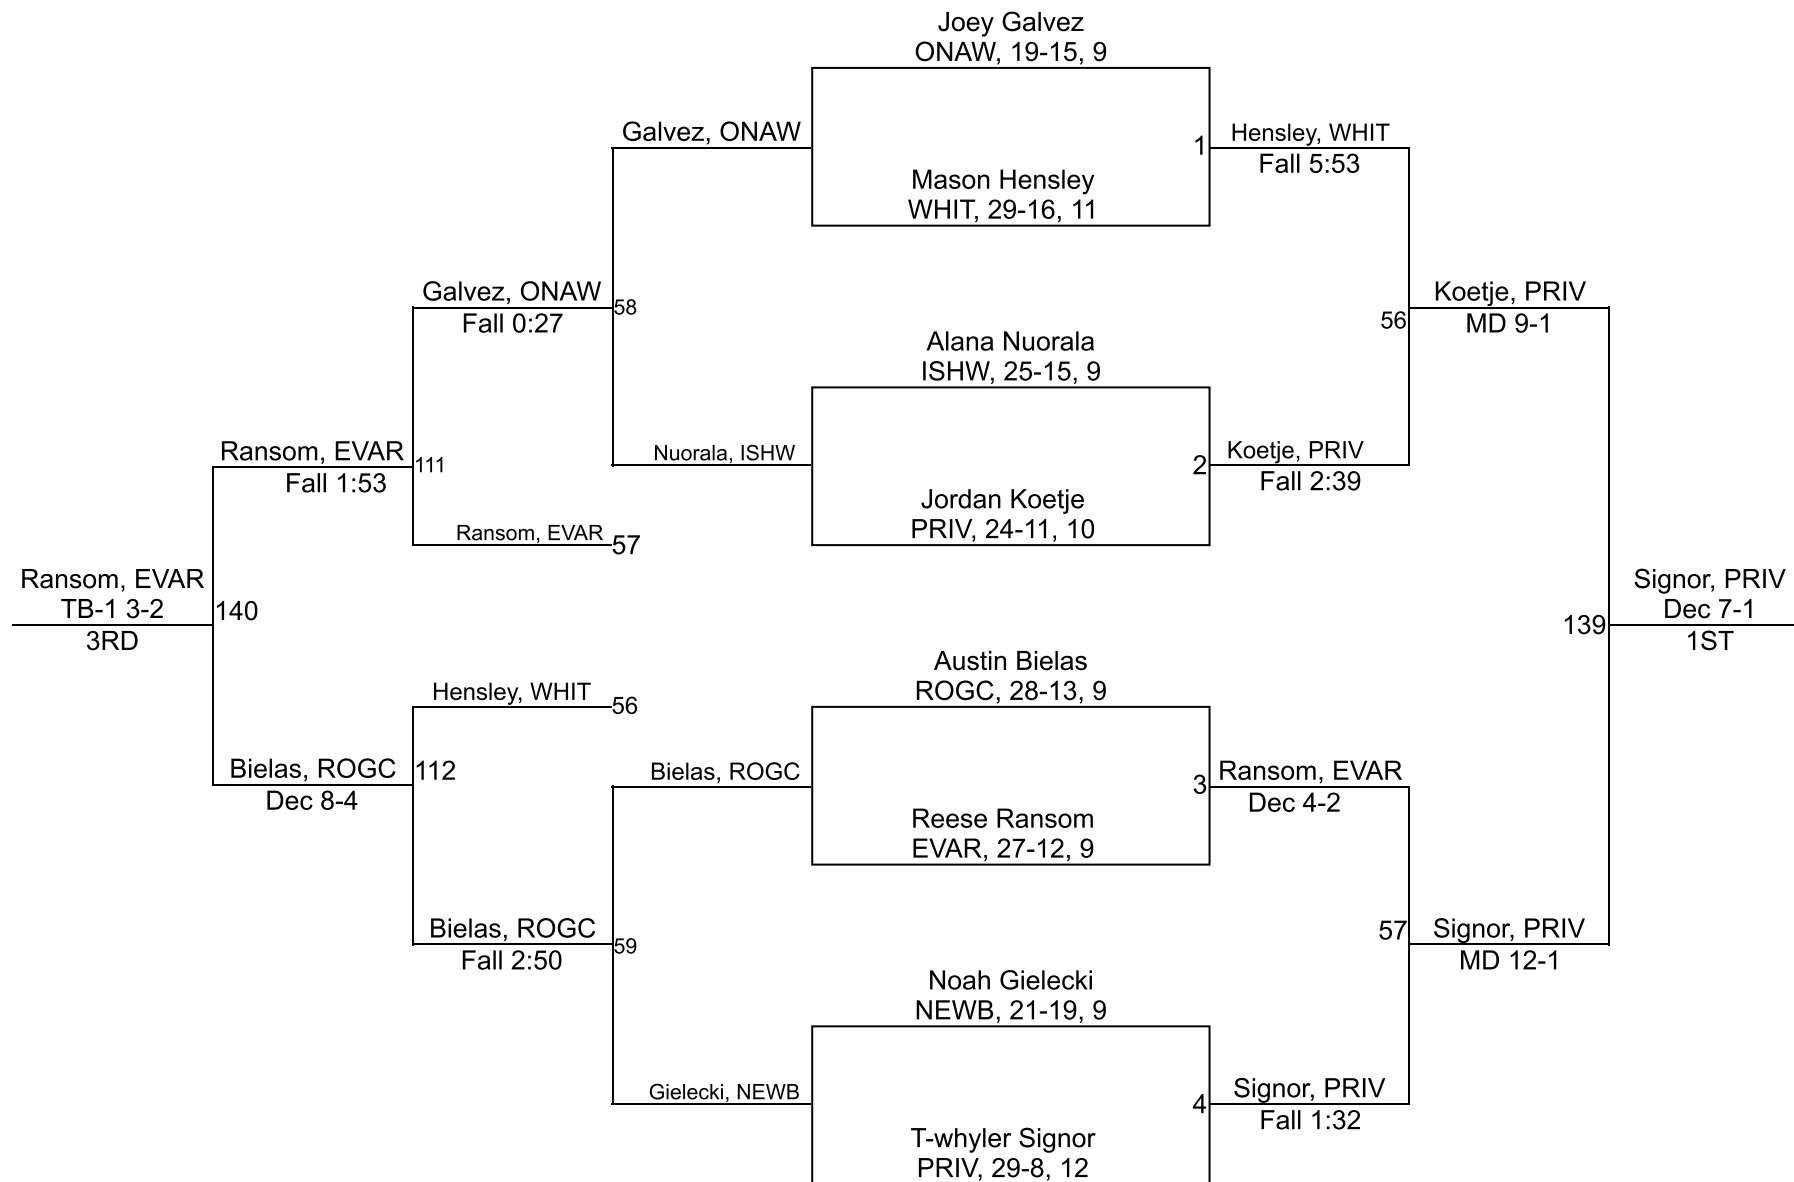 Joey Galvez
ONAW, 19-15, 9
Galvez, ONAW
1
Hensley, WHIT
Fall 5:53
Mason Hensley
WHIT, 29-16, 11
Galvez, ONAW
58
Fall 0:27
Koetje, PRIV
56
MD 9-1
Alana Nuorala
ISHW, 25-15, 9
Ransom, EVAR
111
Fall 1:53
Nuorala, ISHW
2
Koetje, PRIV
Fall 2:39
Jordan Koetje
PRIV, 24-11, 10
Ransom, EVAR
57
Ransom, EVAR
TB-1 3-2
140
3RD
Signor, PRIV
Dec 7-1
139
1ST
Austin Bielas
ROGC, 28-13, 9
Hensley, WHIT
56
Bielas, ROGC
112
Dec 8-4
Bielas, ROGC
3
Ransom, EVAR
Dec 4-2
Reese Ransom
EVAR, 27-12, 9
Bielas, ROGC
59
Fall 2:50
57
Signor, PRIV
MD 12-1
Noah Gielecki
NEWB, 21-19, 9
Gielecki, NEWB
4
Signor, PRIV
Fall 1:32
T-whyler Signor
PRIV, 29-8, 12